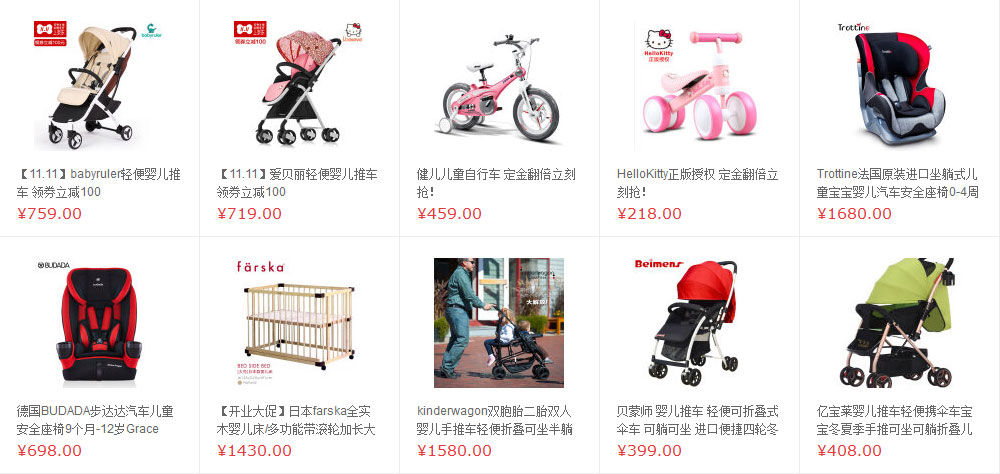 领券立减100元
babyruler
领券立减100
HelloKitty
正版授权
Trottine
【11.11】babyruler轻便婴儿推
车 领券立减100
¥759.00
【11.11】爱贝丽轻便婴儿推车
领券立减100
¥719.00
健儿儿童自行车 定金翻倍立刻
抢！
¥459.00
HelloKitty正版授权 定金翻倍立
刻抢！
¥218.00
Trottine法国原装进口坐躺式儿
童宝宝婴儿汽车安全座椅0-4周
¥1680.00
BUDADA
färska
BED SIDE BED
大解放!
Beimens
德国BUDADA步达达汽车儿童
安全座椅9个月-12岁Grace
¥698.00
【开业大促】日本farska全实
木婴儿床/多功能带滚轮加长大
¥1430.00
kinderwagon双胞胎二胎双人
婴儿手推车轻便折叠可坐半躺
¥1580.00
贝蒙师 婴儿推车 轻便可折叠式
伞车 可躺可坐 进口便捷四轮冬
¥399.00
亿宝莱婴儿推车轻便携伞车宝
宝冬夏季手推可坐可躺折叠儿
¥408.00